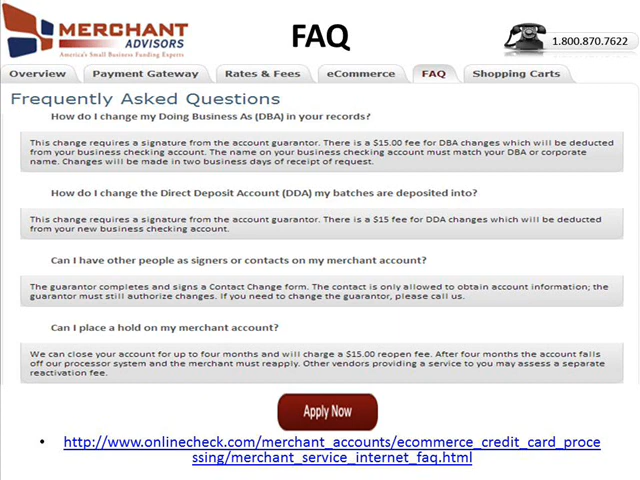 MERCHANT
ADVISORS
America's Small Business Funding Experts
FAQ
1.800.870.7622
Overview
Payment Gateway
Rates & Fees
eCommerce
FAQ
Shopping Carts
Frequently Asked Questions
How do I change my Doing Business As (DBA) in your records?
This change requires a signature from the account guarantor. There is a $15.00 fee for DBA changes which will be deducted
from your business checking account. The name on your business checking account must match your DBA or corporate
name. Changes will be made in two business days of receipt of request.
How do I change the Direct Deposit Account (DDA) my batches are deposited into?
This change requires a signature from the account guarantor. There is a $15 fee for DDA changes which will be deducted
from your new business checking account.
Can I have other people as signers or contacts on my merchant account?
The guarantor completes and signs a Contact Change form. The contact is only allowed to obtain account information; the
guarantor must still authorize changes. If you need to change the guarantor, please call us.
Can I place a hold on my merchant account?
We can close your account for up to four months and will charge a $15.00 reopen fee. After four months the account falls
off our processor system and the merchant must reapply. Other vendors providing a service to you may assess a separate
reactivation fee.
Apply Now
• http://www.onlinecheck.com/merchant_accounts/ecommerce_credit_card_proce
ssing/merchant_service_internet_faq.html